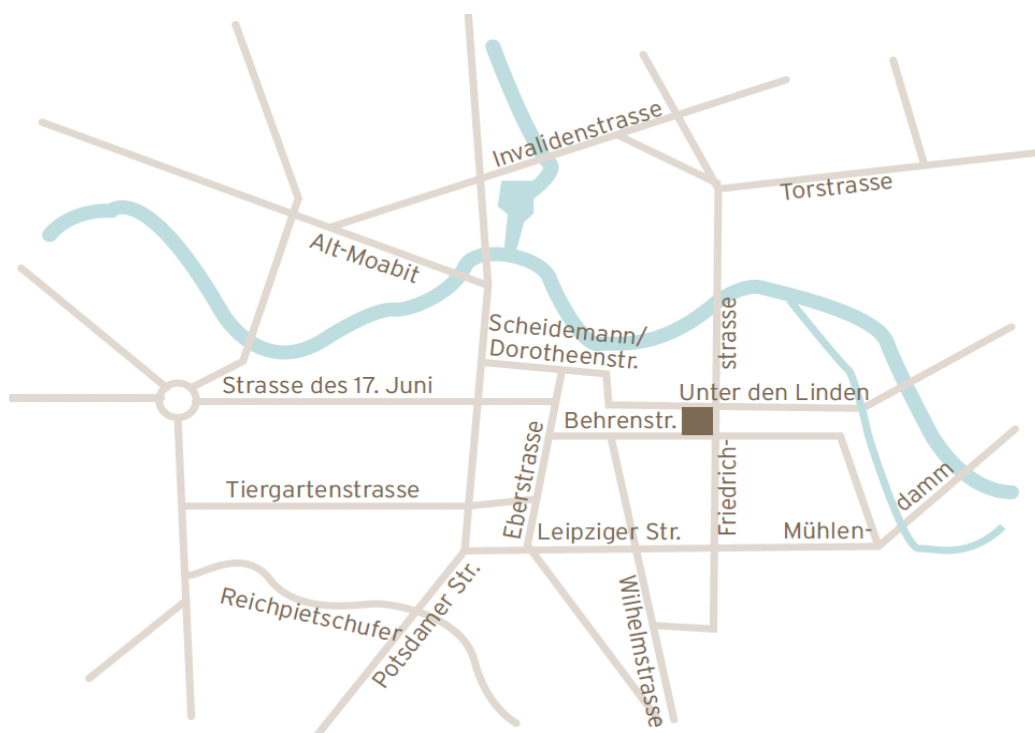 Invalidenstrasse
Torstrasse
Alt-Moabit
Scheidemann/
Dorotheenstr.
strasse
Strasse des 17. Juni
Unter den Linden
Behrenstr.
Friedrich-
Eberstrasse
Tiergartenstrasse
damm
Leipziger Str.
Mühlen-
Reichpietschufer
Potsdamer Str.
Wilhelmstrasse